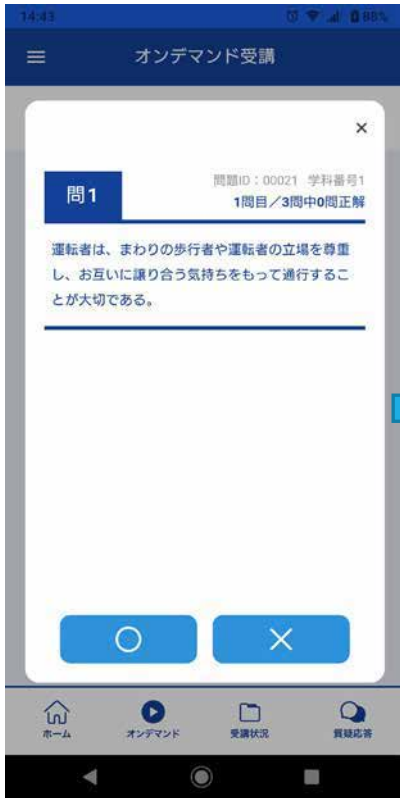 14:43
88%
オンデマンド受講
×
問題ID：00021 学科番号1
問1
1問目／3問中0問正解
運転者は、まわりの歩行者や運転者の立場を尊重
し、お互いに譲り合う気持ちをもって通行するこ
とが大切である。
○
×
ホーム
オンデマンド
受講状況
質疑応答